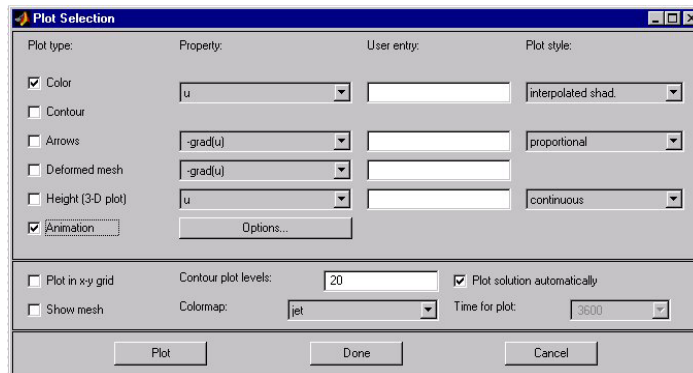 Plot Selection
Plot type: Property: User entry: Plot style:
Color u interpolated shad.
Contour
Arrows -grad(u) proportional
Deformed mesh -grad(u)
Height (3-D plot) u continuous
Animation Options...
Plot in x-y grid Contour plot levels: 20 Plot solution automatically
Show mesh Colormap: jet Time for plot: 3600
Plot Done Cancel